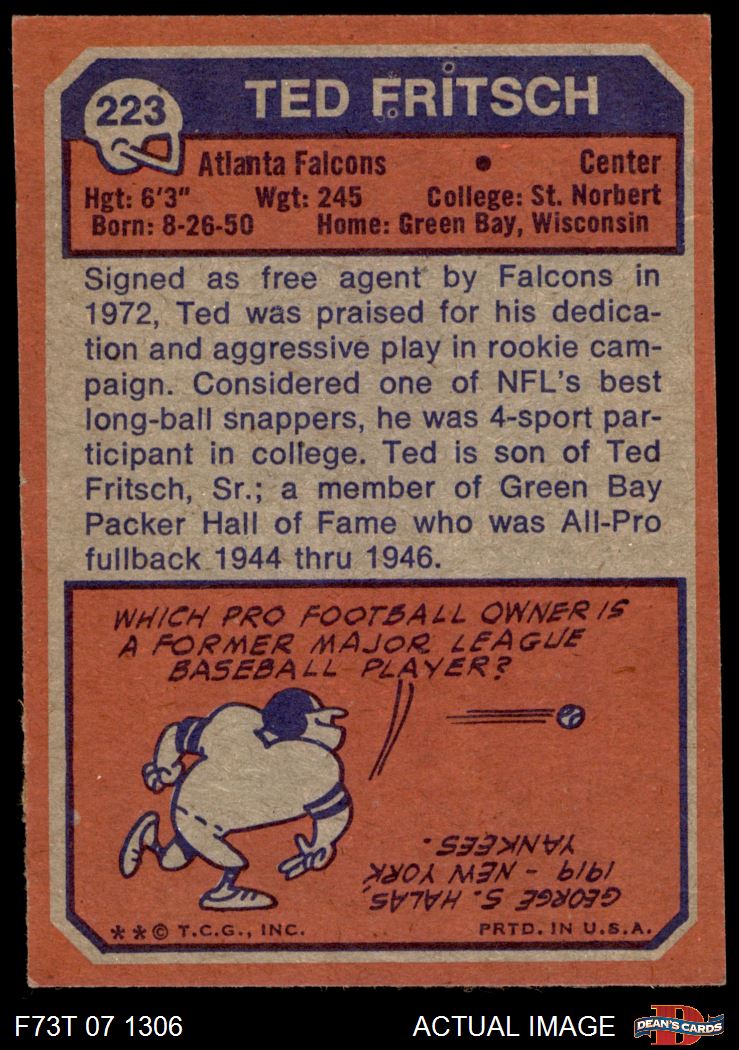 223
TED FRITSCH
Atlanta Falcons • Center
Hgt: 6'3" Wgt: 245 College: St. Norbert
Born: 8-26-50 Home: Green Bay, Wisconsin
Signed as free agent by Falcons in
1972, Ted was praised for his dedica-
tion and aggressive play in rookie cam-
paign. Considered one of NFL's best
long-ball snappers, he was 4-sport par-
ticipant in college. Ted is son of Ted
Fritsch, Sr.; a member of Green Bay
Packer Hall of Fame who was All-Pro
fullback 1944 thru 1946.
WHICH PRO FOOTBALL OWNER IS
A FORMER MAJOR LEAGUE
BASEBALL PLAYER?
GEORGE S. HALAS,
1919 - NEW YORK
YANKEES.
**© T.C.G., INC. PRTD. IN U.S.A.
F73T 07 1306 ACTUAL IMAGE
D
DEAN'S CARDS